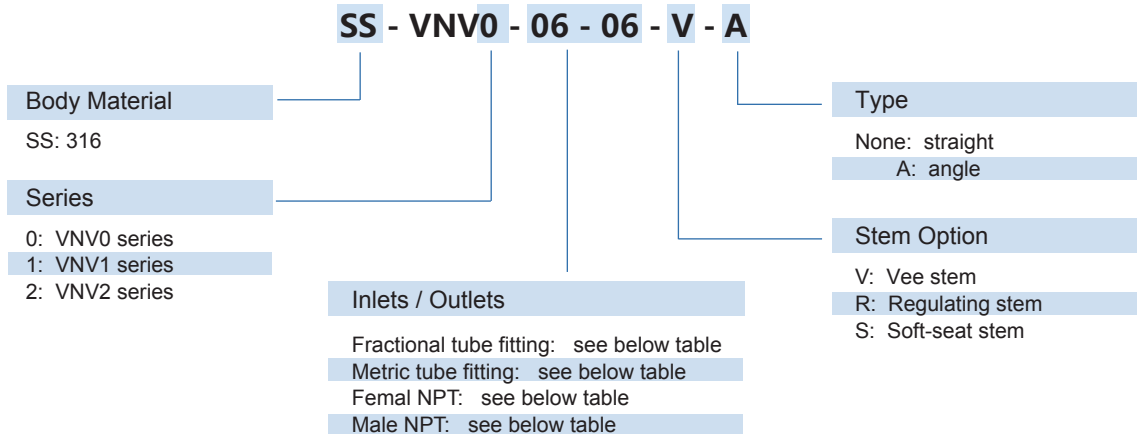 SS - VNV0 - 06 - 06 - V - A
Body Material
SS: 316
Series
0: VNV0 series
1: VNV1 series
2: VNV2 series
Inlets / Outlets
Fractional tube fitting: see below table
Metric tube fitting: see below table
Femal NPT: see below table
Male NPT: see below table
Type
None: straight
A: angle
Stem Option
V: Vee stem
R: Regulating stem
S: Soft-seat stem